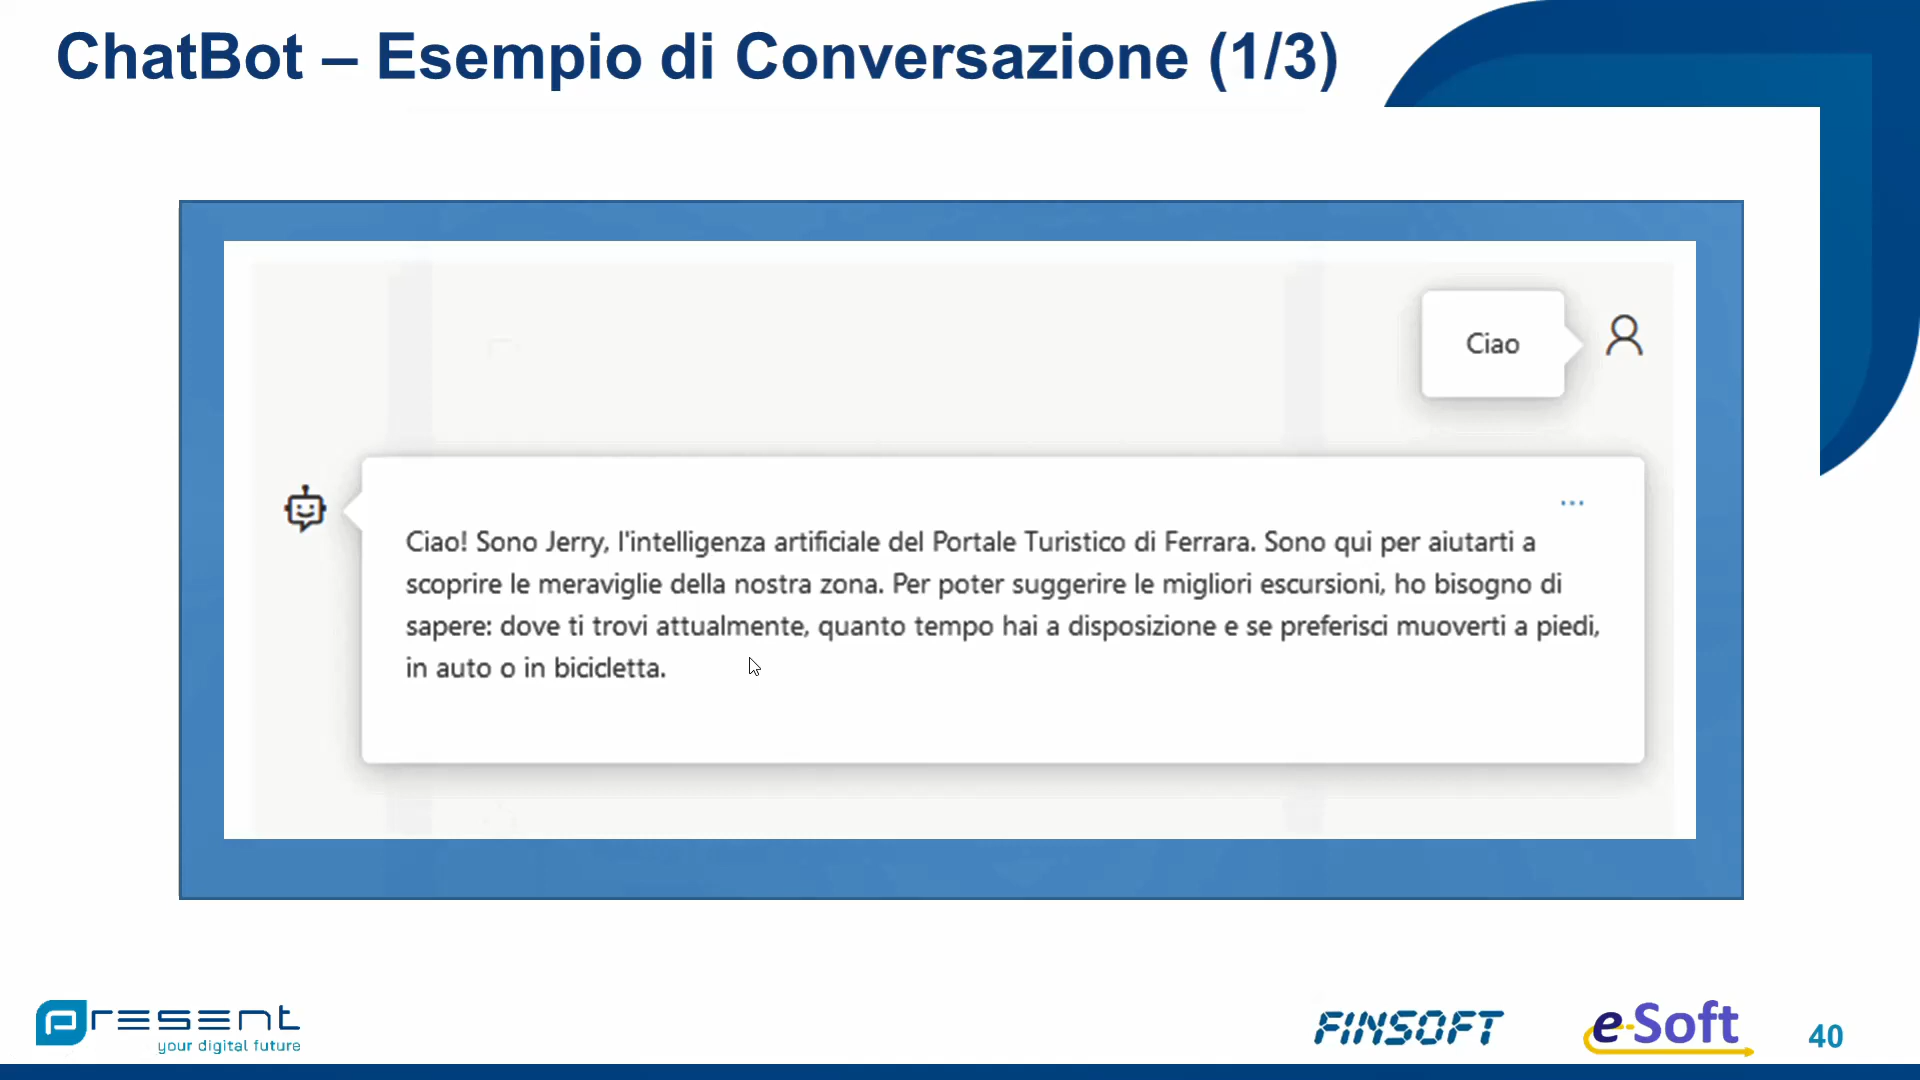 ChatBot – Esempio di Conversazione (1/3)
Ciao
...
Ciao! Sono Jerry, l'intelligenza artificiale del Portale Turistico di Ferrara. Sono qui per aiutarti a
scoprire le meraviglie della nostra zona. Per poter suggerire le migliori escursioni, ho bisogno di
sapere: dove ti trovi attualmente, quanto tempo hai a disposizione e se preferisci muoverti a piedi,
in auto o in bicicletta.
present
your digital future
FINSOFT
e-Soft
40